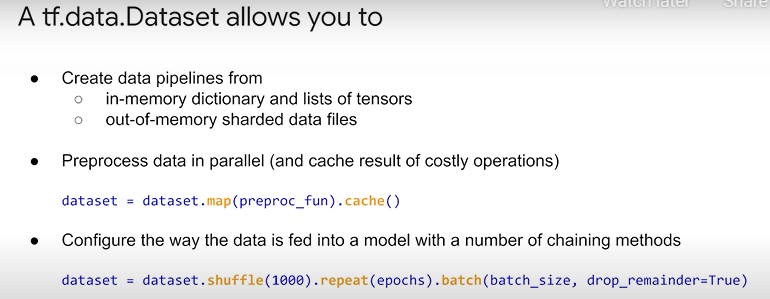 Watch later Share
A tf.data.Dataset allows you to
● Create data pipelines from
○ in-memory dictionary and lists of tensors
○ out-of-memory sharded data files
● Preprocess data in parallel (and cache result of costly operations)
dataset = dataset.map(preproc_fun).cache()
● Configure the way the data is fed into a model with a number of chaining methods
dataset = dataset.shuffle(1000).repeat(epochs).batch(batch_size, drop_remainder=True)